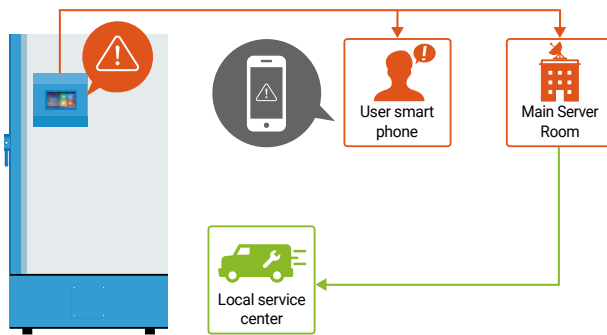 User smart
phone
Main Server
Room
Local service
center